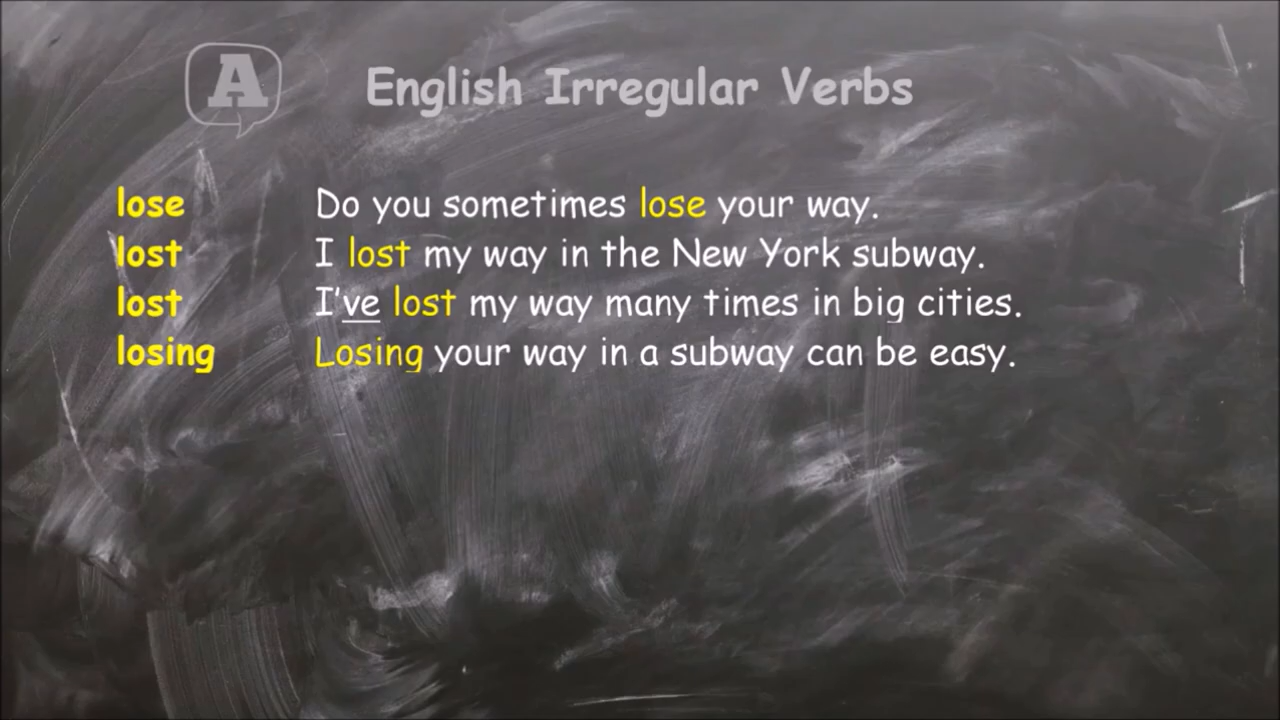 A English Irregular Verbs
lose Do you sometimes lose your way.
lost I lost my way in the New York subway.
lost I've lost my way many times in big cities.
losing Losing your way in a subway can be easy.